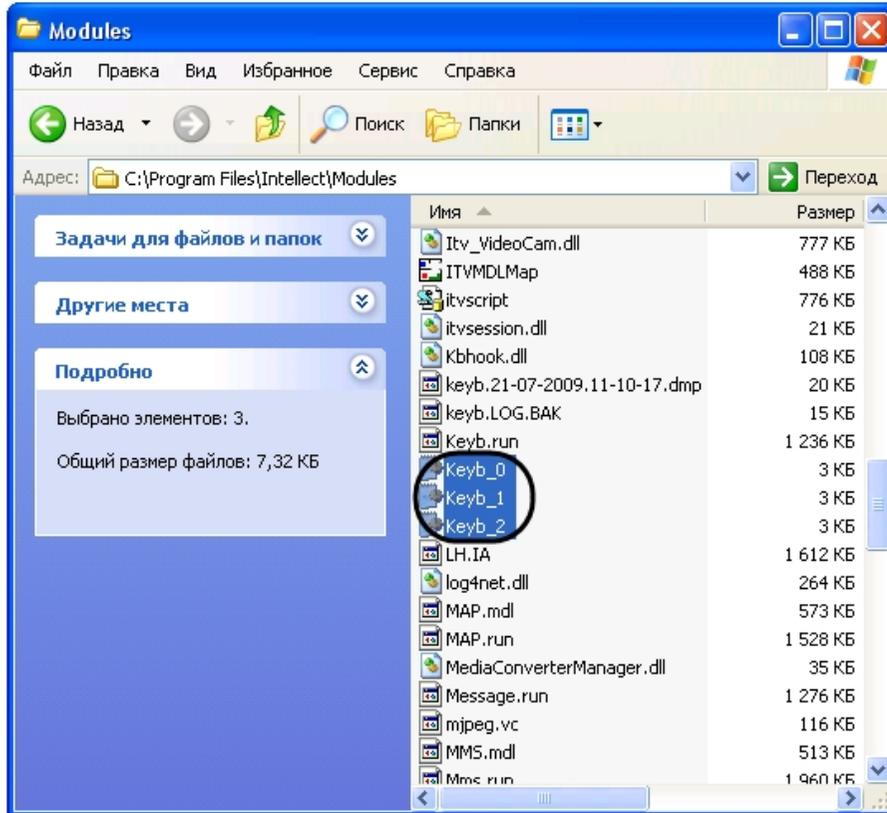 Modules
Файл Правка Вид Избранное Сервис Справка
Назад Поиск Папки
Адрес: C:\Program Files\Intellect\Modules Переход
Задачи для файлов и папок
Другие места
Подробно
Выбрано элементов: 3.
Общий размер файлов: 7,32 КБ
Имя Размер
Itv_VideoCam.dll 777 КБ
ITVMDLMap 488 КБ
itvscript 776 КБ
itvsession.dll 21 КБ
Kbhook.dll 108 КБ
keyb.21-07-2009.11-10-17.dmp 20 КБ
keyb.LOG.BAK 15 КБ
Keyb.run 1 236 КБ
Keyb_0 3 КБ
Keyb_1 3 КБ
Keyb_2 3 КБ
LH.IA 1 612 КБ
log4net.dll 264 КБ
MAP.mdl 573 КБ
MAP.run 1 528 КБ
MediaConverterManager.dll 35 КБ
Message.run 1 276 КБ
mjpeg.vc 116 КБ
MMS.mdl 513 КБ
Mms.run 1 960 КБ